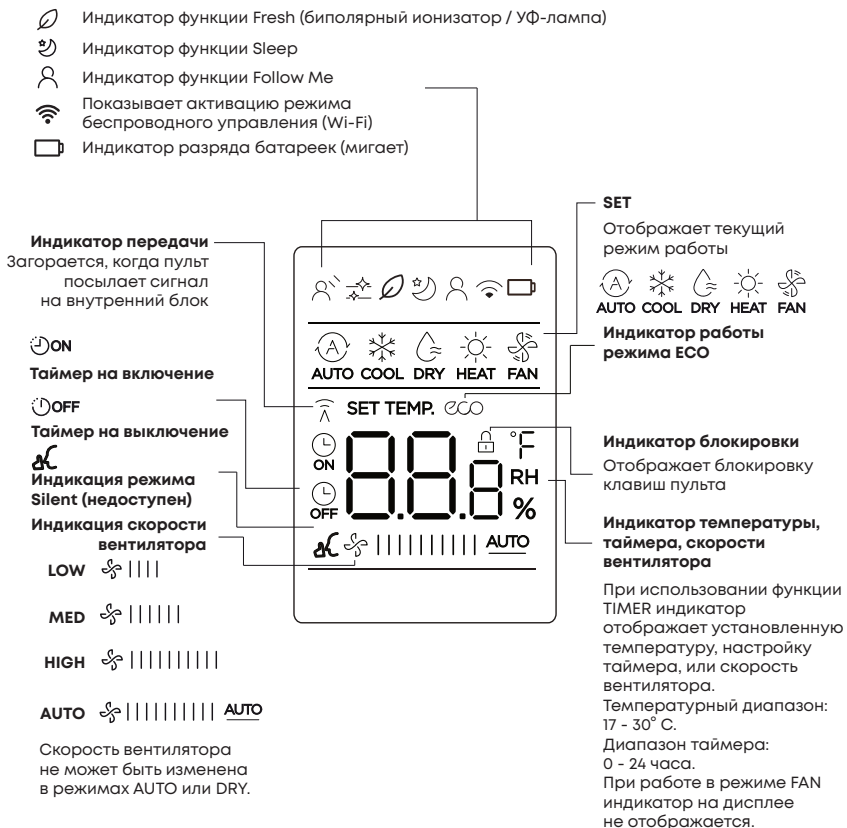 Индикатор функции Fresh (биполярный ионизатор / УФ-лампа)
Индикатор функции Sleep
Индикатор функции Follow Me
Показывает активацию режима
беспроводного управления (Wi-Fi)
Индикатор разряда батареек (мигает)
Индикатор передачи
Загорается, когда пульт
посылает сигнал
на внутренний блок
ON
Таймер на включение
OFF
Таймер на выключение
Индикация режима
Silent (недоступен)
Индикация скорости
вентилятора
LOW
MED
HIGH
AUTO AUTO
Скорость вентилятора
не может быть изменена
в режимах AUTO или DRY.
A
AUTO COOL DRY HEAT FAN
SET TEMP. eco
ON
OFF
88.8
°F
RH
%
AUTO
SET
Отображает текущий
режим работы
A
AUTO COOL DRY HEAT FAN
Индикатор работы
режима ECO
Индикатор блокировки
Отображает блокировку
клавиш пульта
Индикатор температуры,
таймера, скорости
вентилятора
При использовании функции
TIMER индикатор
отображает установленную
температуру, настройку
таймера, или скорость
вентилятора.
Температурный диапазон:
17 - 30° C.
Диапазон таймера:
0 - 24 часа.
При работе в режиме FAN
индикатор на дисплее
не отображается.